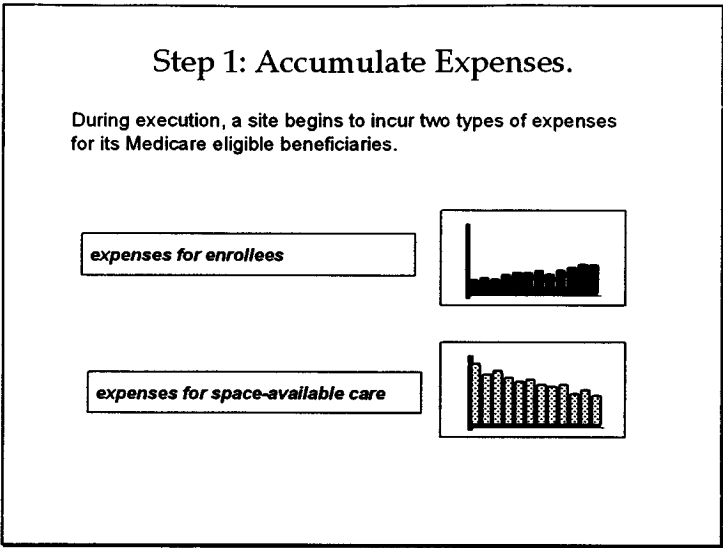 Step 1: Accumulate Expenses.
During execution, a site begins to incur two types of expenses
for its Medicare eligible beneficiaries.
expenses for enrollees
expenses for space-available care